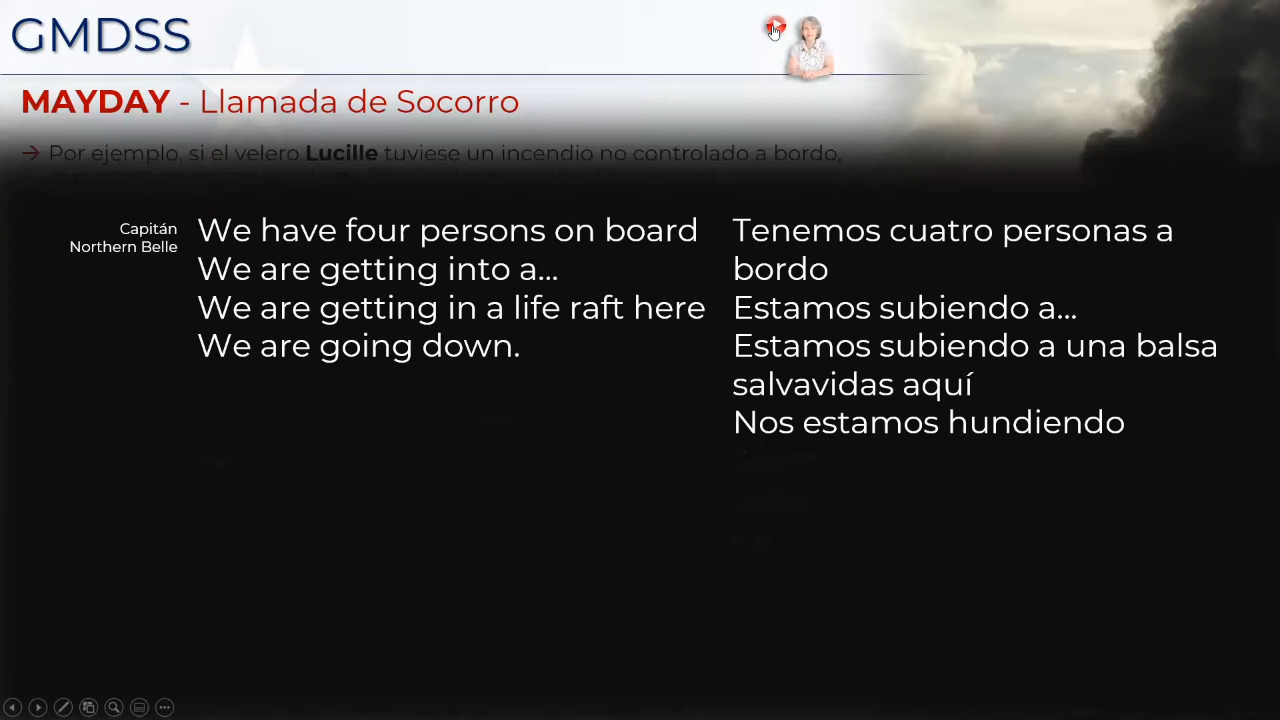 GMDSS
MAYDAY - Llamada de Socorro
→ Por ejemplo, si el velero Lucille tuviese un incendio no controlado a bordo,
Capitán
Northern Belle
We have four persons on board
We are getting into a...
We are getting in a life raft here
We are going down.
Tenemos cuatro personas a
bordo
Estamos subiendo a...
Estamos subiendo a una balsa
salvavidas aquí
Nos estamos hundiendo